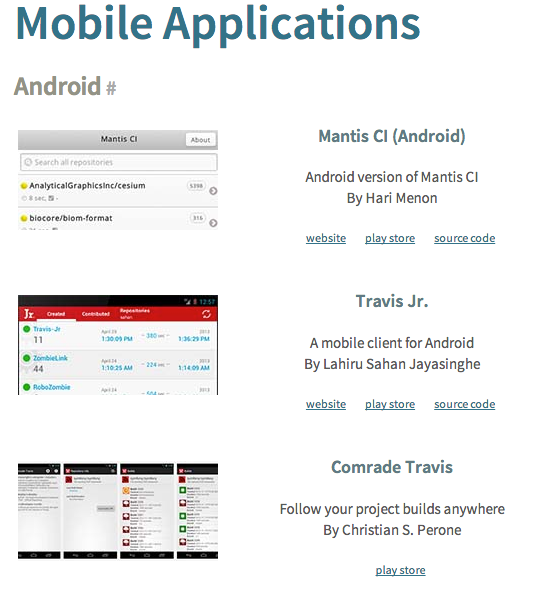 Mobile Applications
Android #
Mantis CI
About
Search all repositories
AnalyticalGraphicsInc/cesium
5398
8 sec,
biocore/biom-format
316
Mantis CI (Android)
Android version of Mantis CI
By Hari Menon
website play store source code
12:57
Jr. Created Contributed Repositories
Travis-Jr
11
April 24 2013
1:30:09 PM ~ 380 sec ~ 1:36:29 PM
ZombieLink
44
April 24 2013
1:10:25 AM ~ 224 sec ~ 1:14:09 AM
RoboZombie
April 24 2013
Travis Jr.
A mobile client for Android
By Lahiru Sahan Jayasinghe
website play store source code
Comrade Travis
Follow your project builds anywhere
By Christian S. Perone
play store